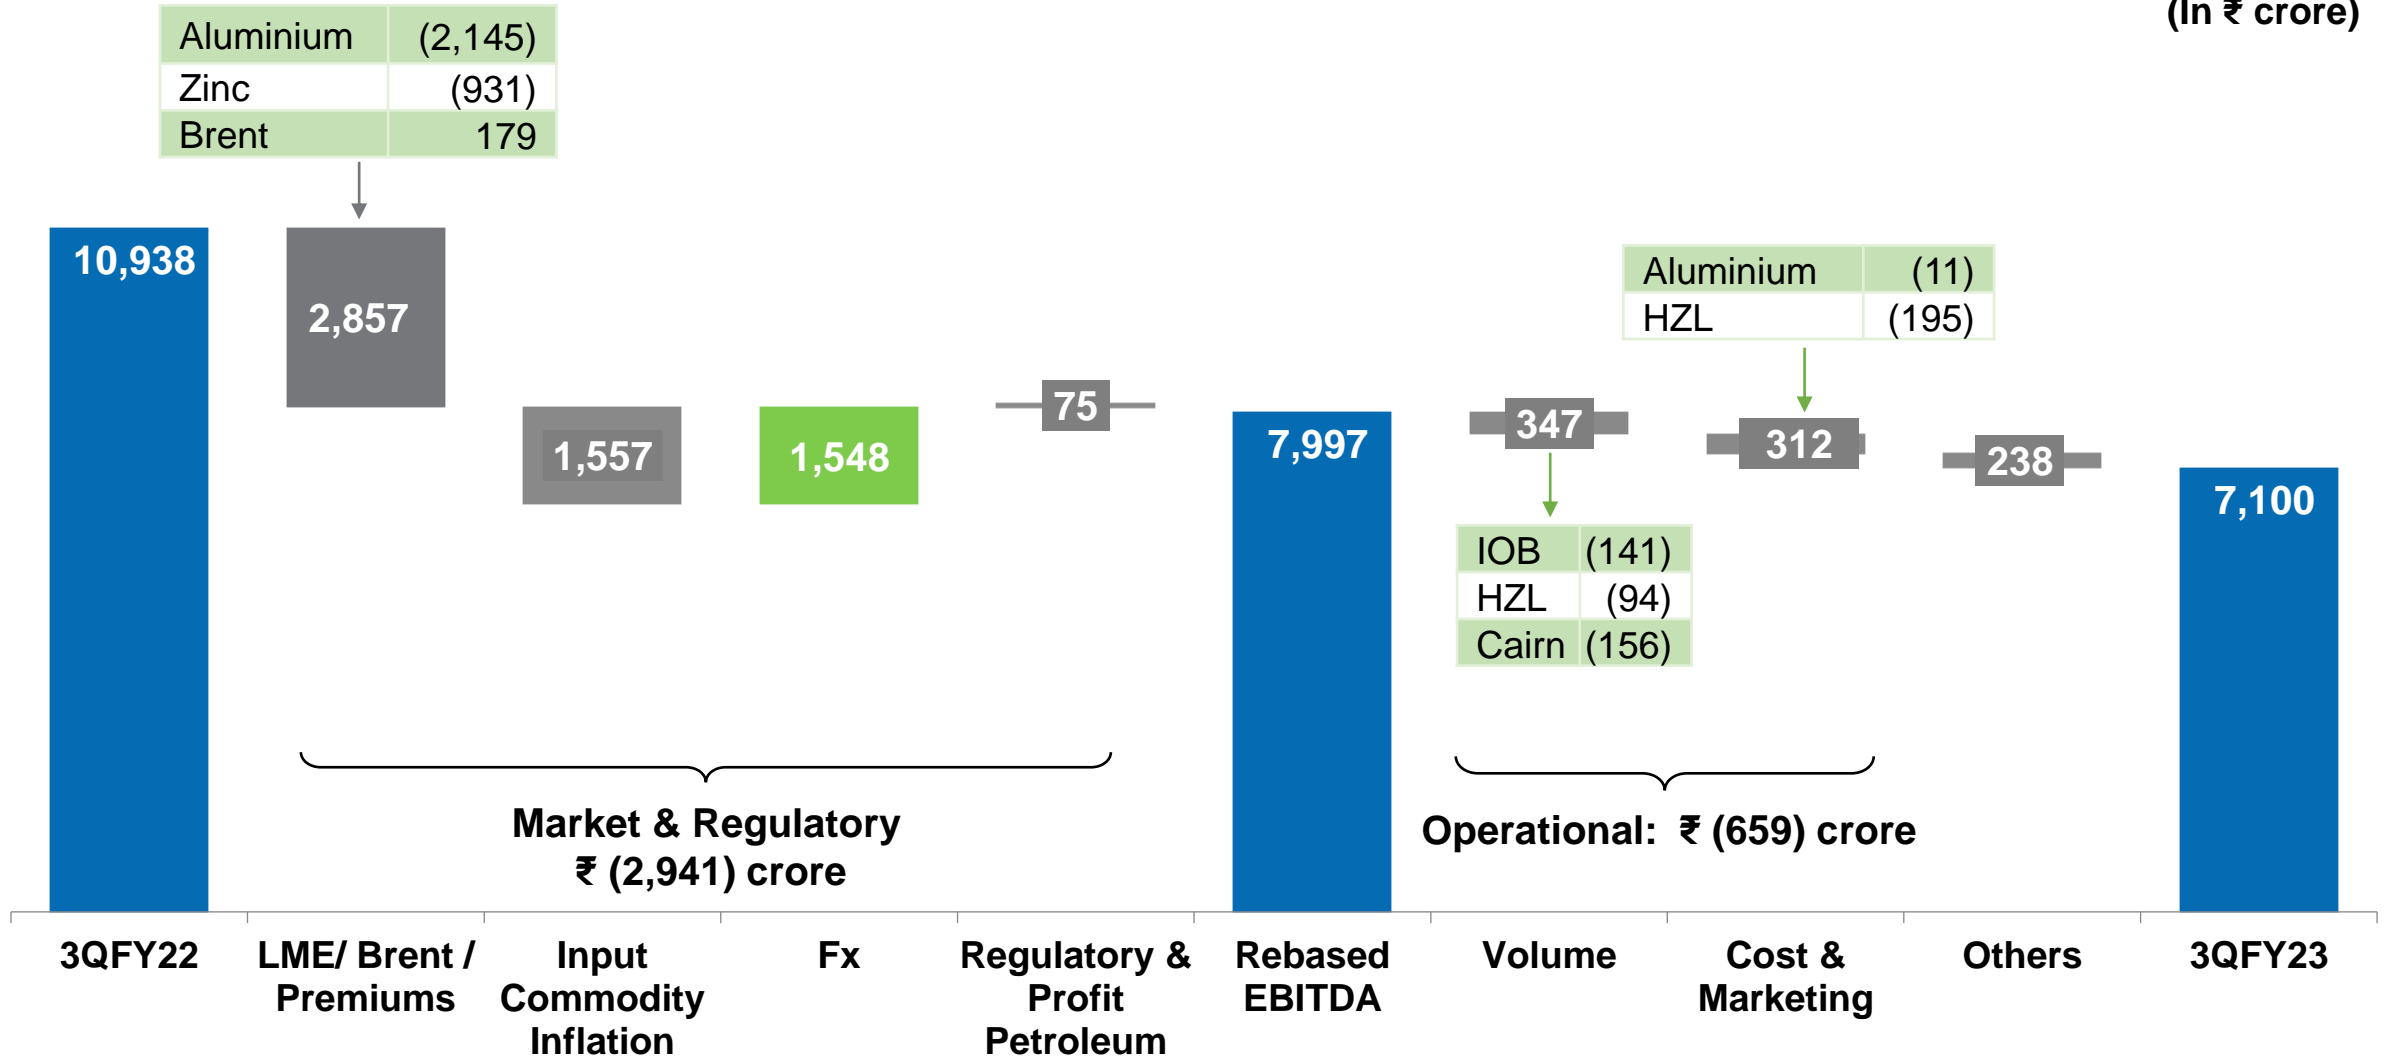 (In ₹ crore)
Aluminium (2,145)
Zinc (931)
Brent 179
10,938
2,857
1,557
1,548
75
7,997
347
312
238
7,100
Aluminium (11)
HZL (195)
IOB (141)
HZL (94)
Cairn (156)
Market & Regulatory
₹ (2,941) crore
Operational: ₹ (659) crore
3QFY22
LME/ Brent /
Premiums
Input
Commodity
Inflation
Fx
Regulatory &
Profit
Petroleum
Rebased
EBITDA
Volume
Cost &
Marketing
Others
3QFY23